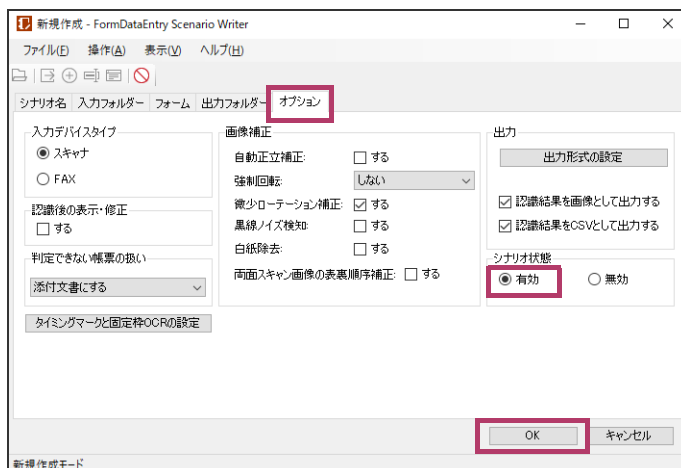 新規作成 - FormDataEntry Scenario Writer
ファイル(F) 操作(A) 表示(V) ヘルプ(H)
シナリオ名 入力フォルダー フォーム 出力フォルダー オプション
入力デバイスタイプ
スキャナ
FAX
認識後の表示・修正
する
判定できない帳票の扱い
添付文書にする
タイミングマークと固定枠OCRの設定
画像補正
自動正立補正: する
強制回転: しない
微少ローテーション補正: する
黒線ノイズ検知: する
白紙除去: する
両面スキャン画像の表裏順序補正: する
出力
出力形式の設定
認識結果を画像として出力する
認識結果をCSVとして出力する
シナリオ状態
有効 無効
OK キャンセル
新規作成モード